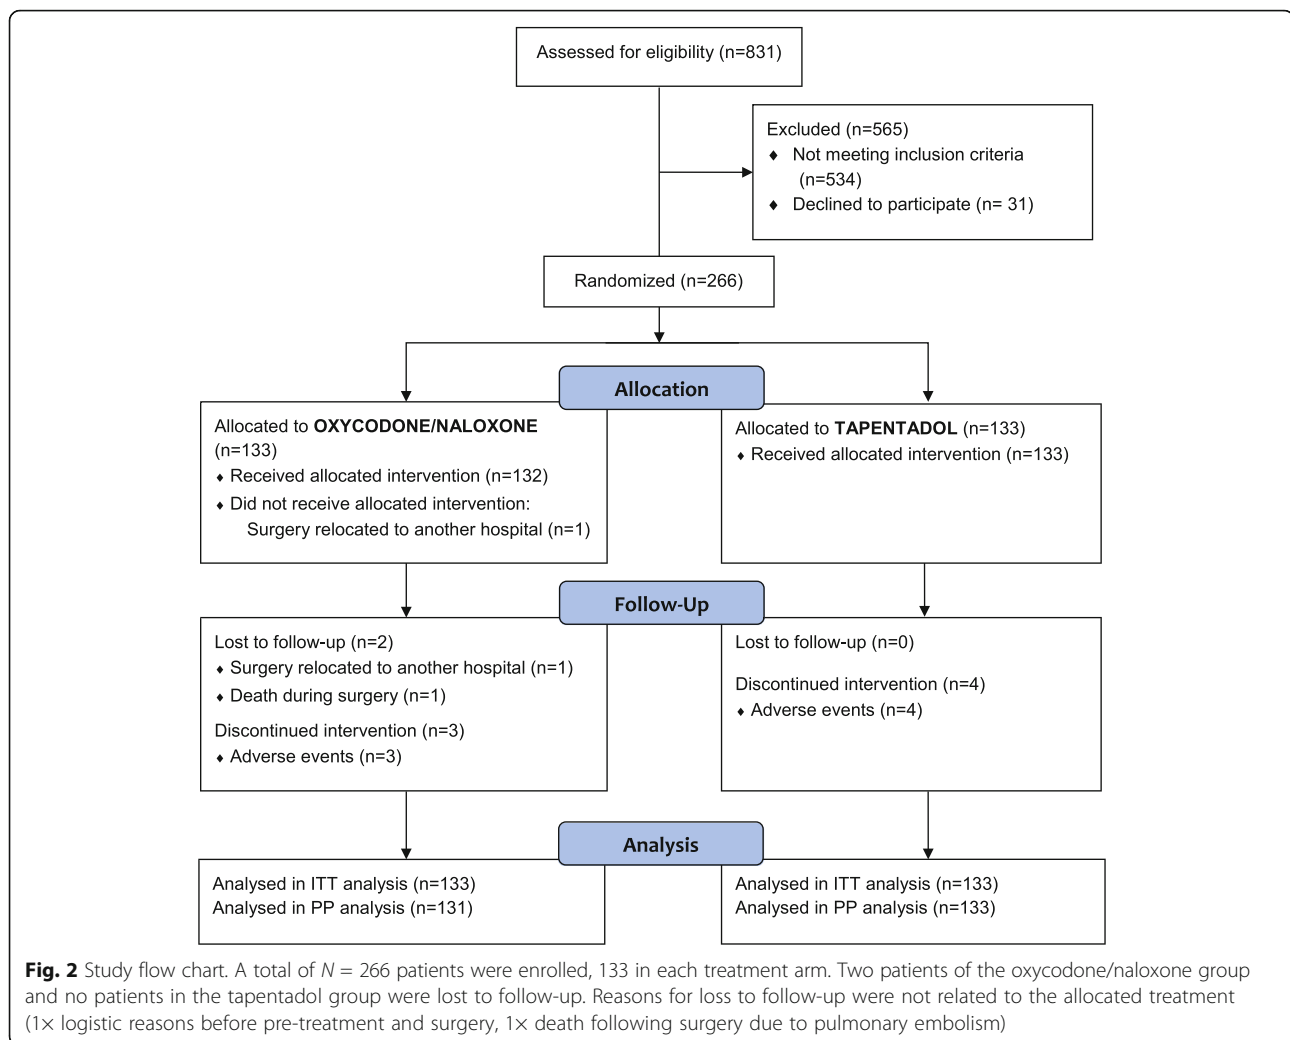 Assessed for eligibility (n=831)
Excluded (n=565)
♦ Not meeting inclusion criteria
(n=534)
♦ Declined to participate (n= 31)
Randomized (n=266)
Allocation
Allocated to OXYCODONE/NALOXONE
(n=133)
♦ Received allocated intervention (n=132)
♦ Did not receive allocated intervention:
Surgery relocated to another hospital (n=1)
Allocated to TAPENTADOL (n=133)
♦ Received allocated intervention (n=133)
Follow-Up
Lost to follow-up (n=2)
♦ Surgery relocated to another hospital (n=1)
♦ Death during surgery (n=1)
Discontinued intervention (n=3)
♦ Adverse events (n=3)
Lost to follow-up (n=0)
Discontinued intervention (n=4)
♦ Adverse events (n=4)
Analysis
Analysed in ITT analysis (n=133)
Analysed in PP analysis (n=131)
Analysed in ITT analysis (n=133)
Analysed in PP analysis (n=133)
Fig. 2 Study flow chart. A total of N = 266 patients were enrolled, 133 in each treatment arm. Two patients of the oxycodone/naloxone group
and no patients in the tapentadol group were lost to follow-up. Reasons for loss to follow-up were not related to the allocated treatment
(1× logistic reasons before pre-treatment and surgery, 1× death following surgery due to pulmonary embolism)